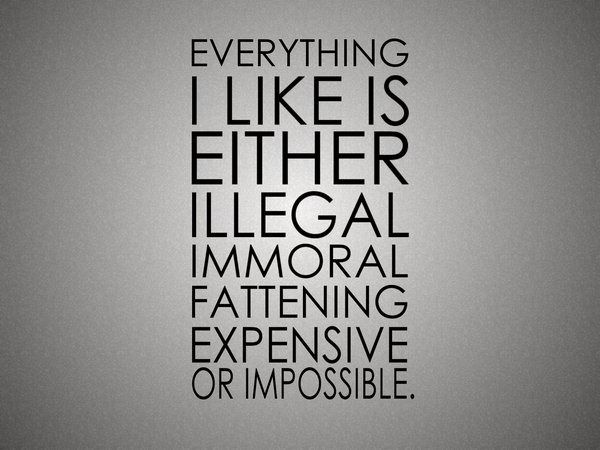 EVERYTHING
I LIKE IS
EITHER
ILLEGAL
IMMORAL
FATTENING
EXPENSIVE
OR IMPOSSIBLE.